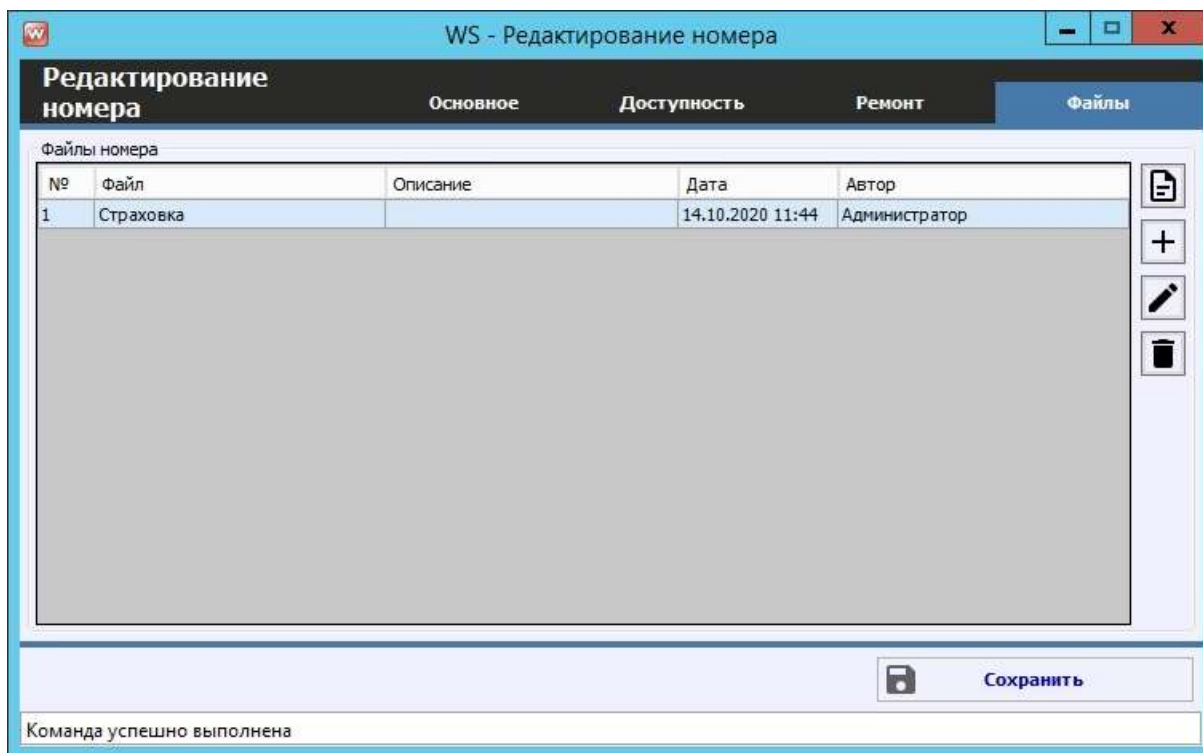 WS - Редактирование номера
Редактирование
номера
Основное Доступность Ремонт Файлы
Файлы номера
№ Файл Описание Дата Автор
1 Страховка 14.10.2020 11:44 Администратор
Сохранить
Команда успешно выполнена